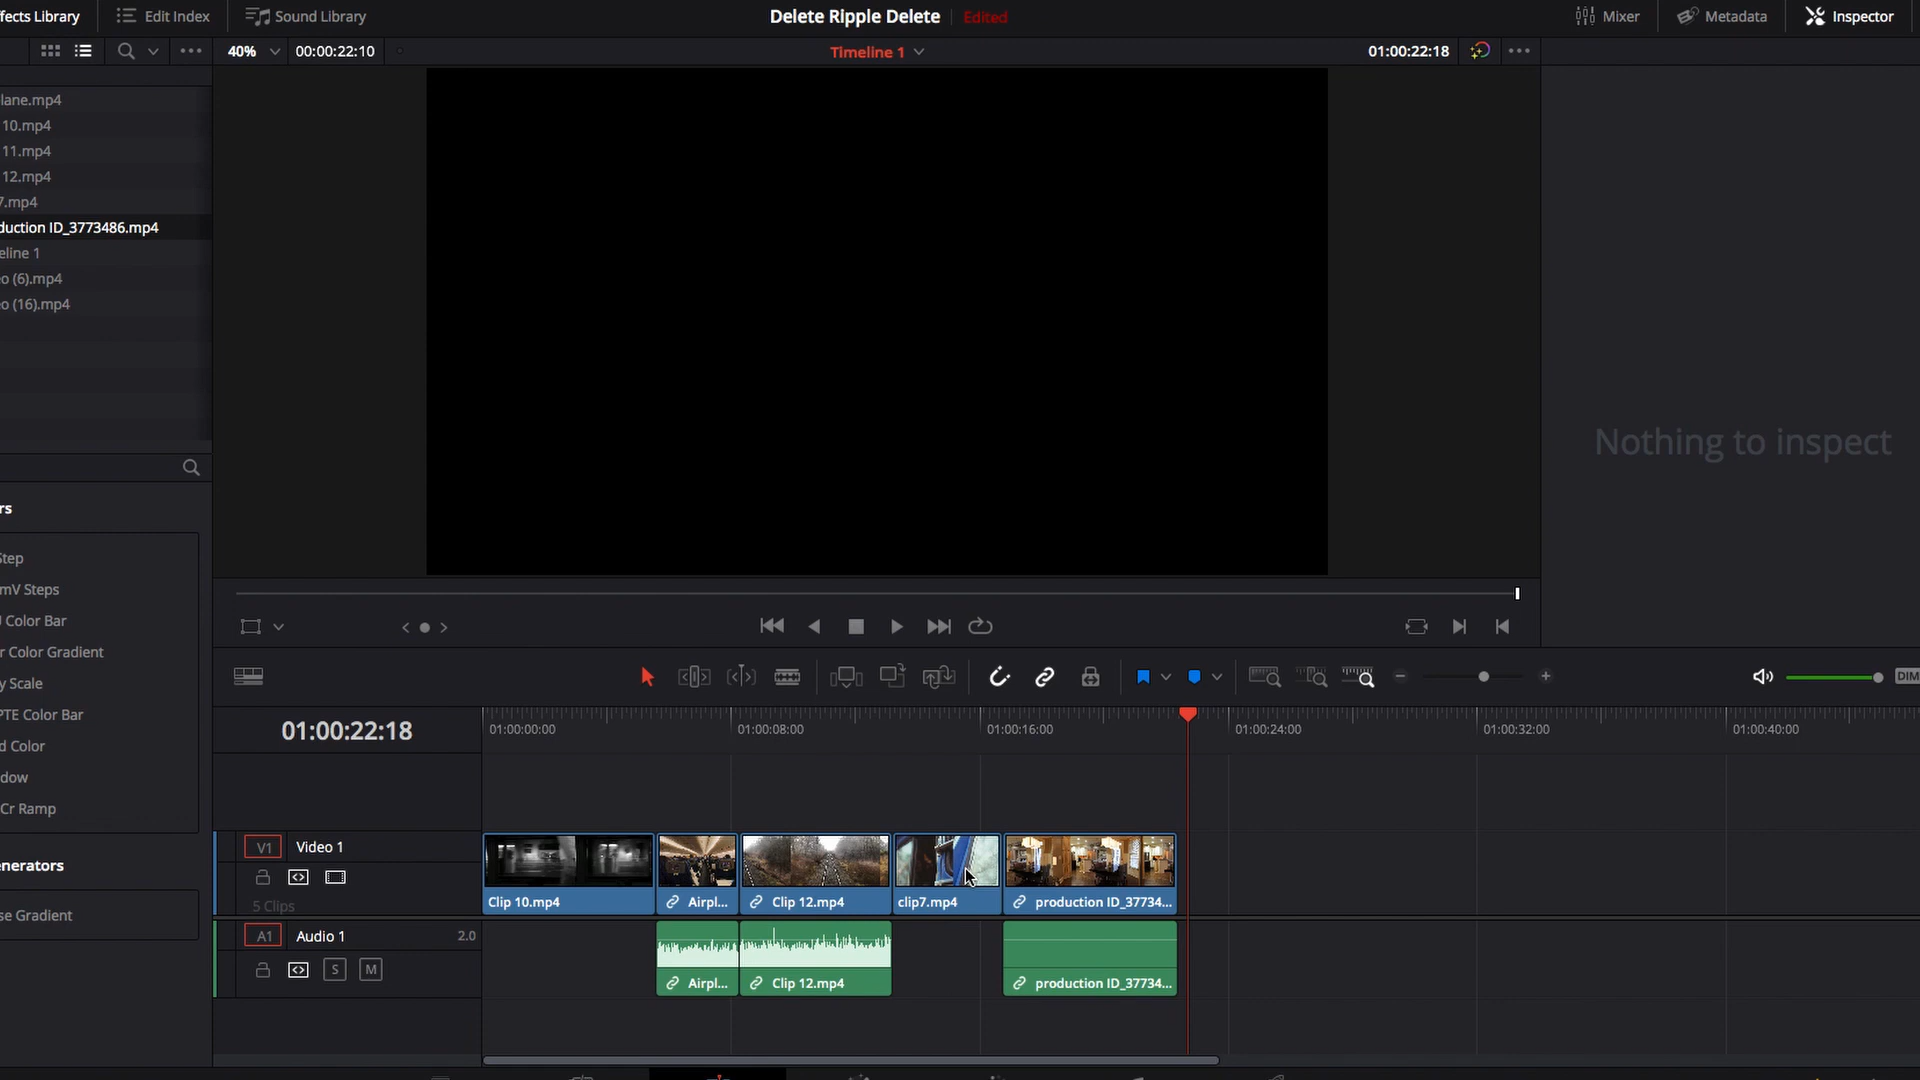 ffects Library
Edit Index
Sound Library
Delete Ripple Delete
Edited
Mixer
Metadata
Inspector
40%
00:00:22:10
Timeline 1
01:00:22:18
lane.mp4
10.mp4
11.mp4
12.mp4
7.mp4
duction ID_3773486.mp4
eline 1
o (6).mp4
o (16).mp4
Nothing to inspect
rs
Step
mV Steps
J Color Bar
r Color Gradient
y Scale
PTE Color Bar
d Color
dow
Cr Ramp
enerators
se Gradient
DIM
01:00:22:18
01:00:00:00
01:00:08:00
01:00:16:00
01:00:24:00
01:00:32:00
01:00:40:00
V1
Video 1
5 Clips
Clip 10.mp4
Airpl...
Clip 12.mp4
clip7.mp4
production ID_37734...
A1
Audio 1
2.0
S
M
Airpl...
Clip 12.mp4
production ID_37734...